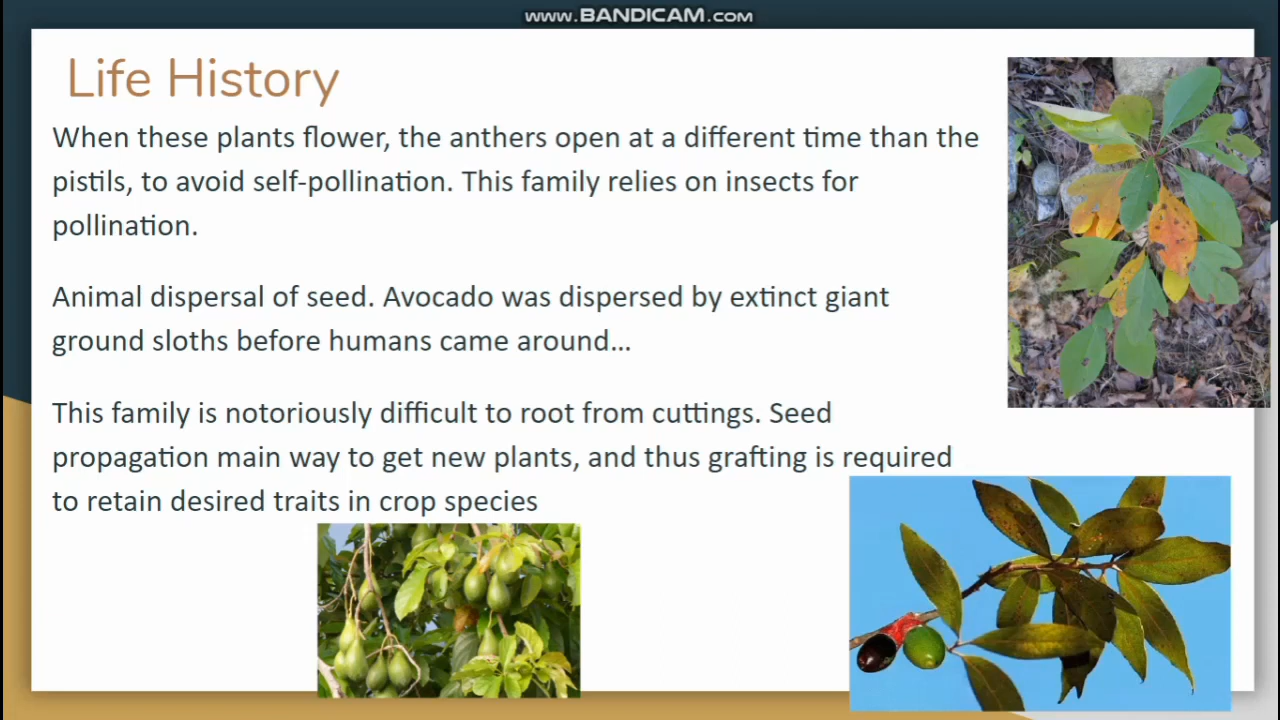 www.BANDICAM.com
Life History
When these plants flower, the anthers open at a different time than the
pistils, to avoid self-pollination. This family relies on insects for
pollination.
Animal dispersal of seed. Avocado was dispersed by extinct giant
ground sloths before humans came around...
This family is notoriously difficult to root from cuttings. Seed
propagation main way to get new plants, and thus grafting is required
to retain desired traits in crop species